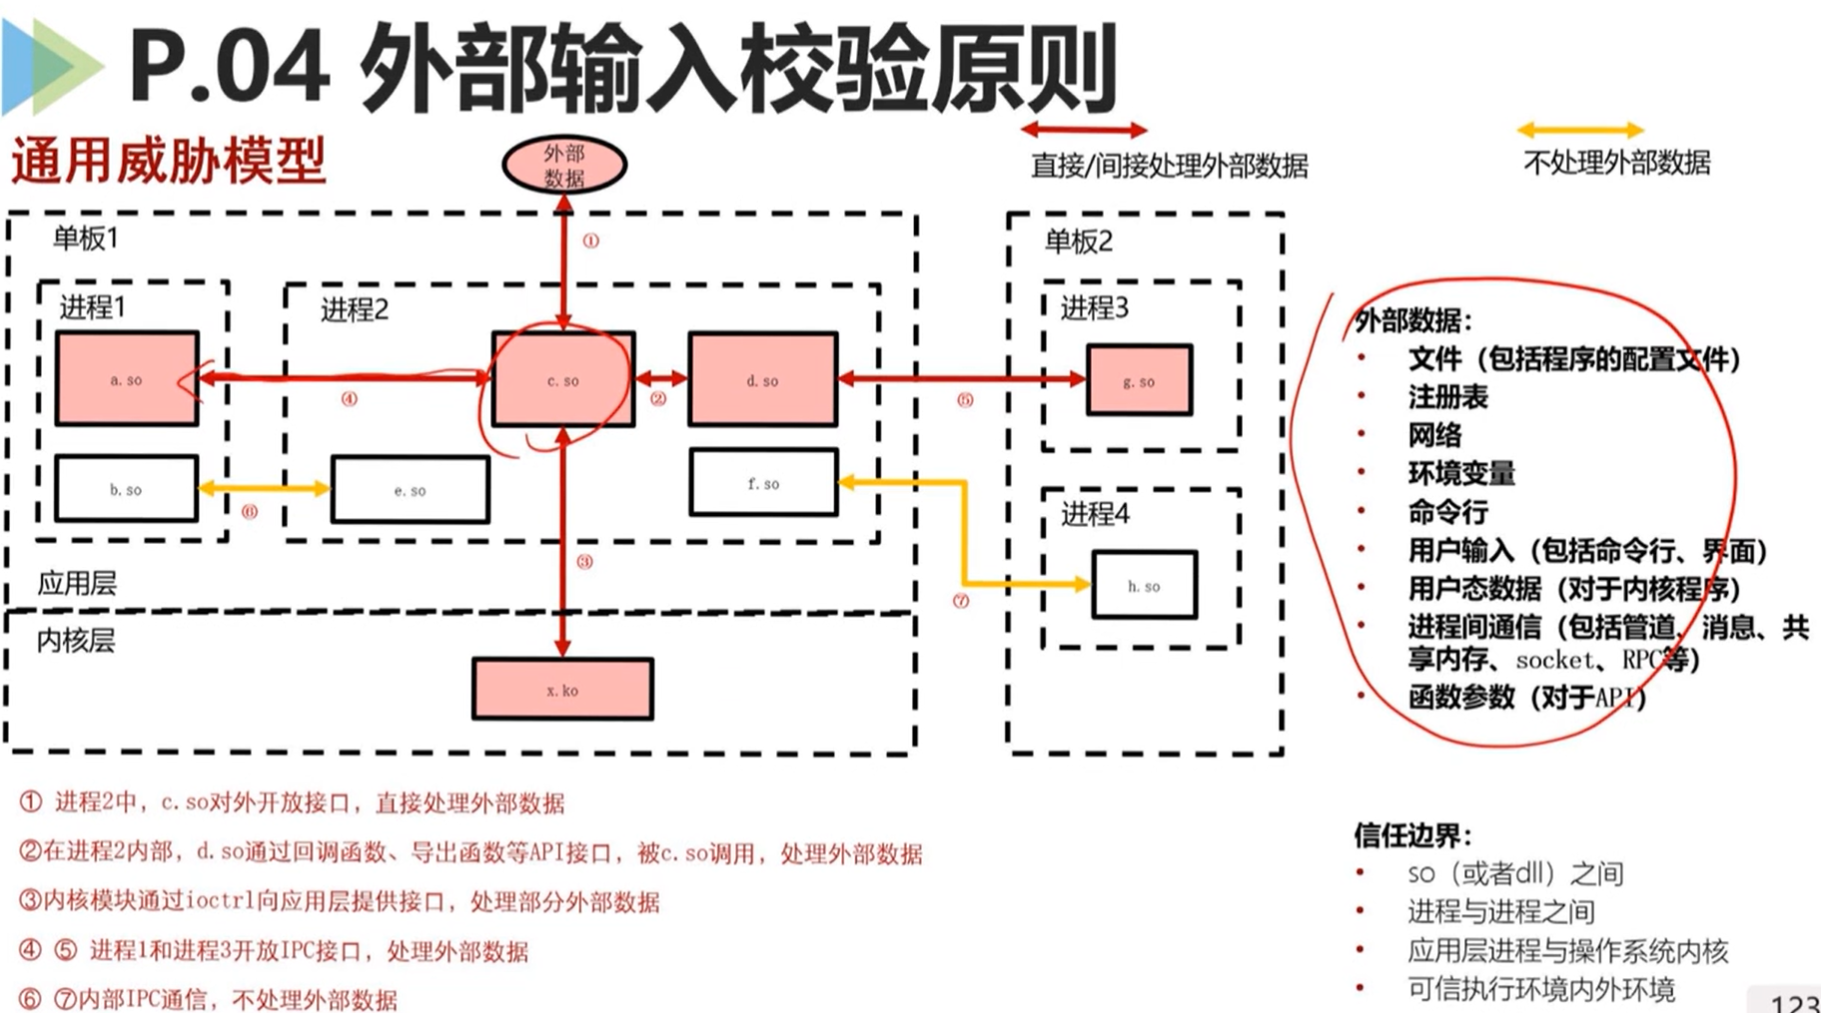 P.04 外部输入校验原则
通用威胁模型
外部
数据
直接/间接处理外部数据
不处理外部数据
单板1
①
进程1
进程2
a.so
④
c.so
②
d.so
b.so
⑥
e.so
f.so
③
应用层
内核层
x.ko
⑤
⑦
单板2
进程3
g.so
进程4
h.so
外部数据：
• 文件（包括程序的配置文件）
• 注册表
• 网络
• 环境变量
• 命令行
• 用户输入（包括命令行、界面）
• 用户态数据（对于内核程序）
• 进程间通信（包括管道、消息、共
享内存、socket、RPC等）
• 函数参数（对于API）
① 进程2中，c.so对外开放接口，直接处理外部数据
②在进程2内部，d.so通过回调函数、导出函数等API接口，被c.so调用，处理外部数据
③内核模块通过ioctrl向应用层提供接口，处理部分外部数据
④ ⑤ 进程1和进程3开放IPC接口，处理外部数据
⑥ ⑦内部IPC通信，不处理外部数据
信任边界：
• so（或者dll）之间
• 进程与进程之间
• 应用层进程与操作系统内核
• 可信执行环境内外环境
123